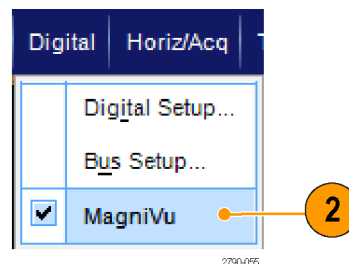 Digital Horiz/Acq
Digital Setup...
Bus Setup...
MagniVu
2
2790-055